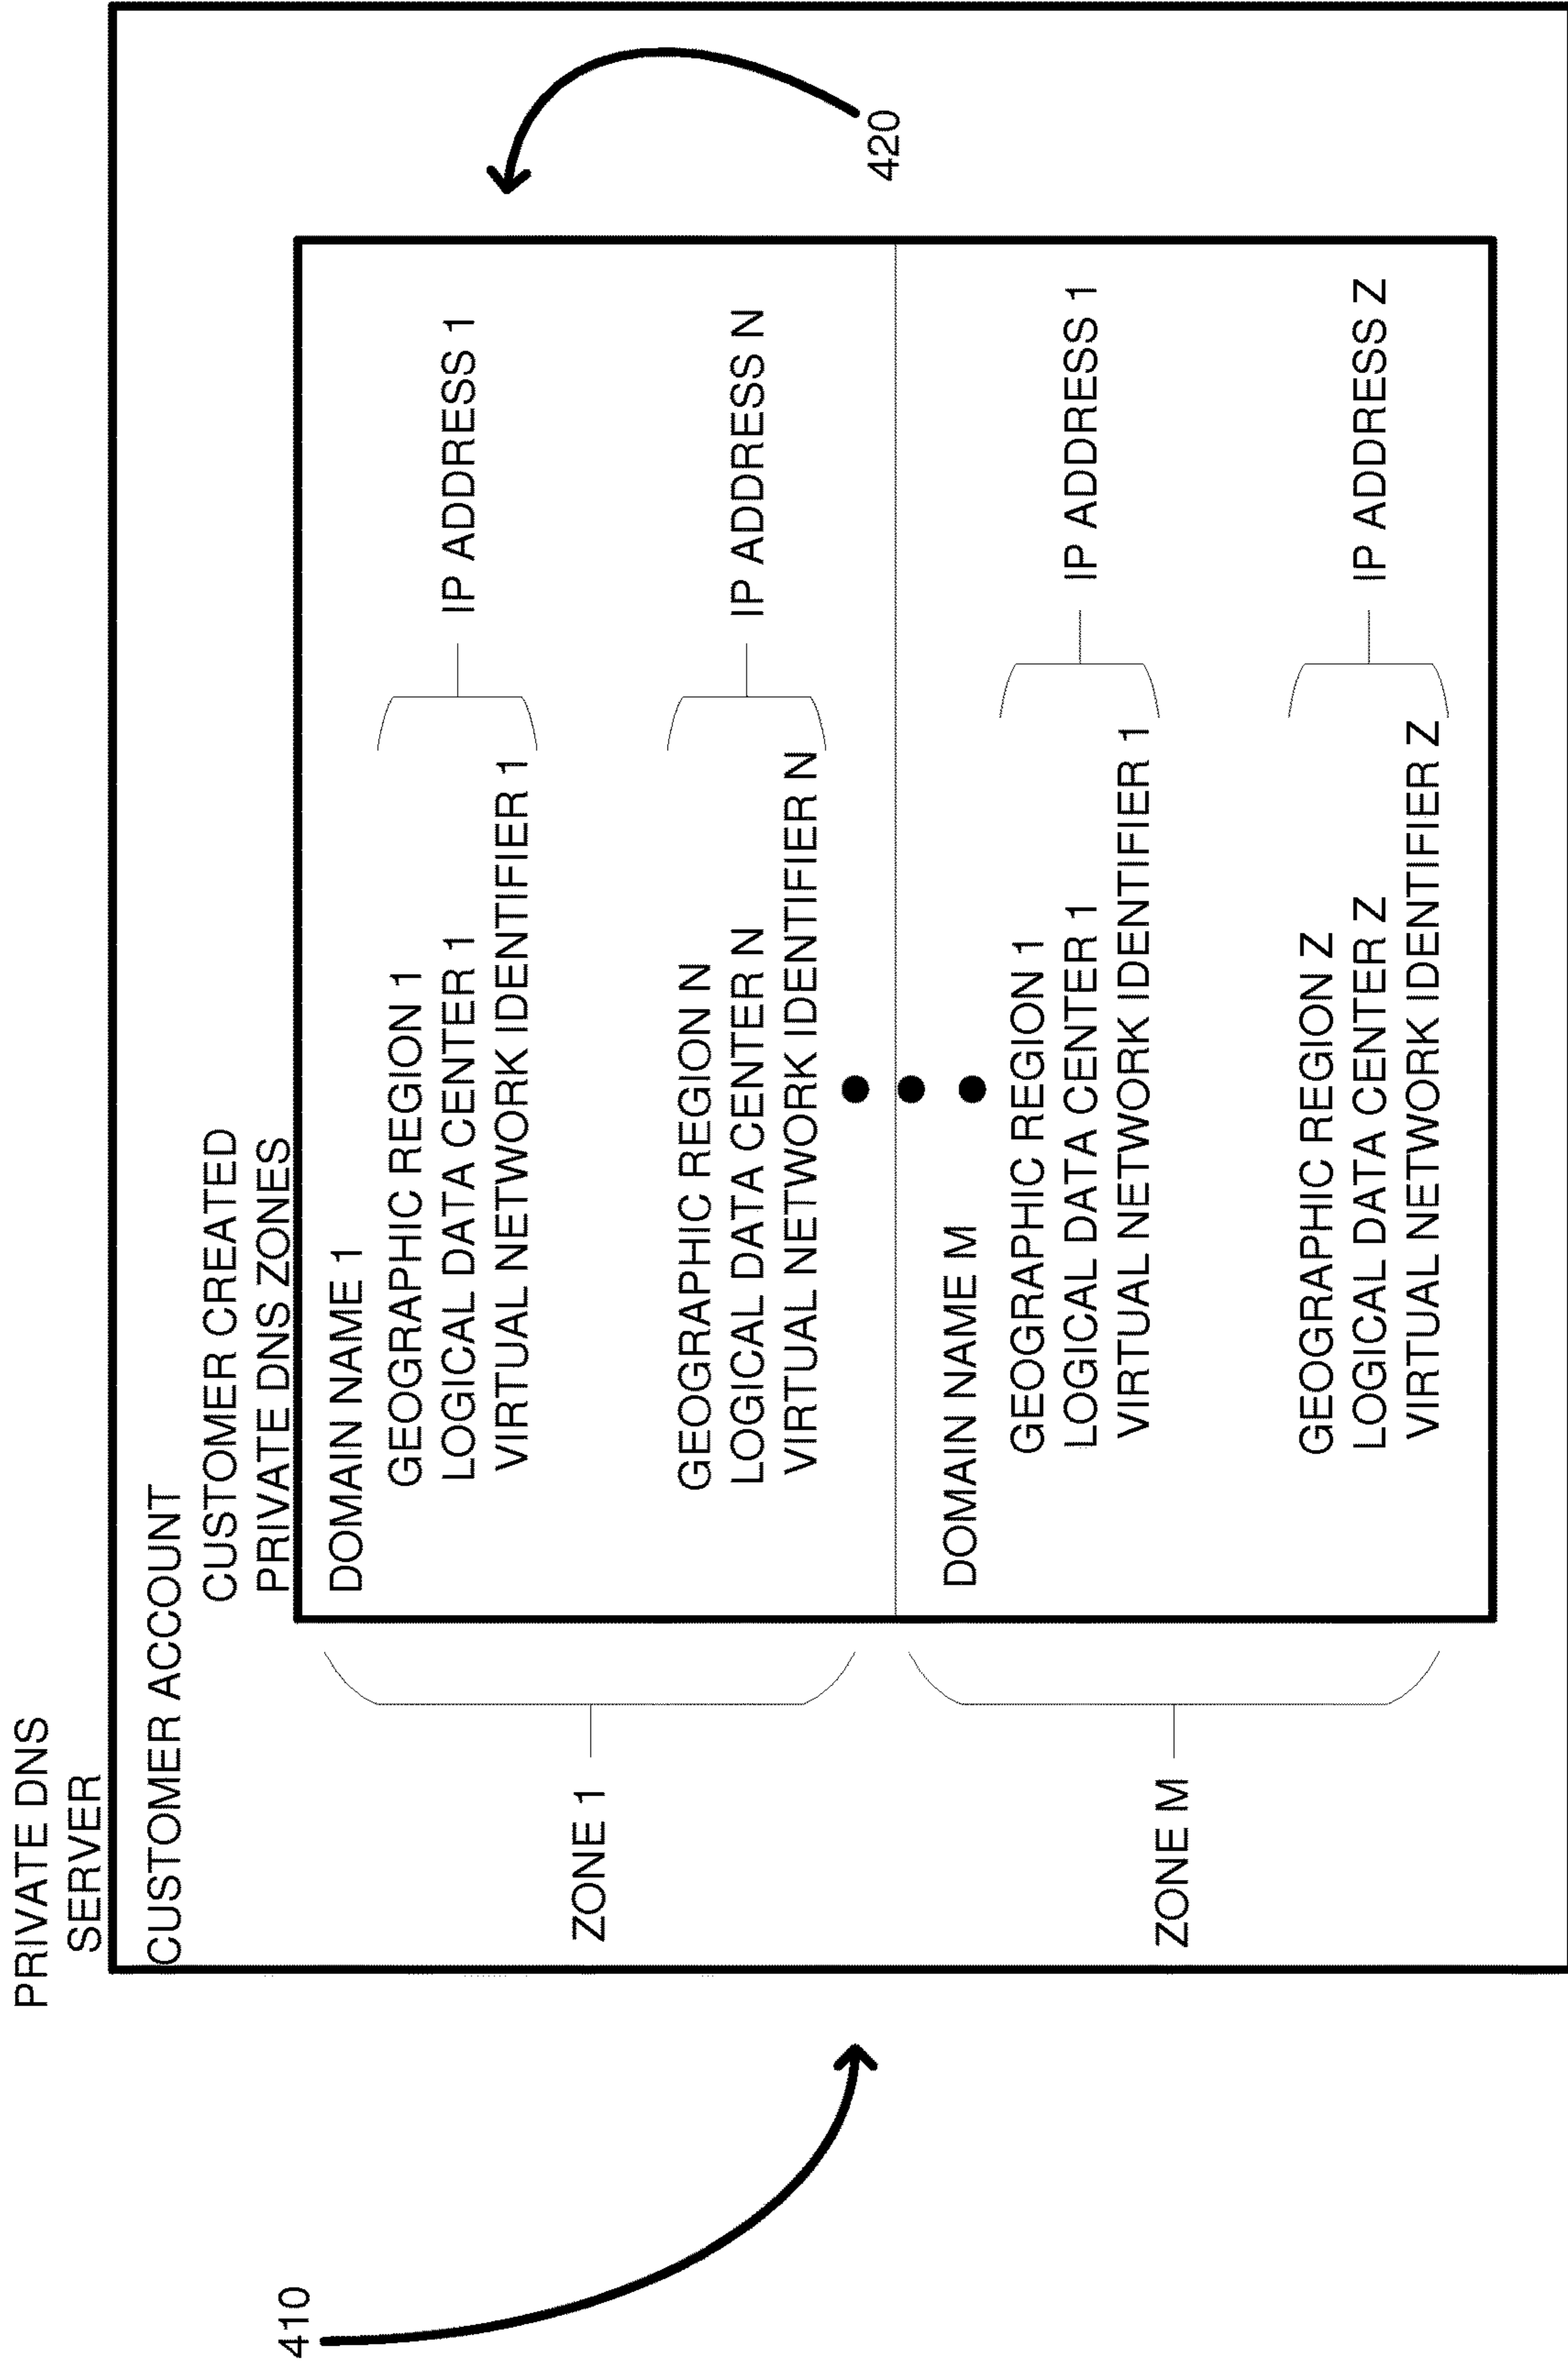 PRIVATE DNS
SERVER
CUSTOMER ACCOUNT
CUSTOMER CREATED
PRIVATE DNS ZONES
410
420
ZONE 1
DOMAIN NAME 1
GEOGRAPHIC REGION 1
LOGICAL DATA CENTER 1
VIRTUAL NETWORK IDENTIFIER 1
IP ADDRESS 1
GEOGRAPHIC REGION N
LOGICAL DATA CENTER N
VIRTUAL NETWORK IDENTIFIER N
IP ADDRESS N
ZONE M
DOMAIN NAME M
GEOGRAPHIC REGION 1
LOGICAL DATA CENTER 1
VIRTUAL NETWORK IDENTIFIER 1
IP ADDRESS 1
GEOGRAPHIC REGION Z
LOGICAL DATA CENTER Z
VIRTUAL NETWORK IDENTIFIER Z
IP ADDRESS Z